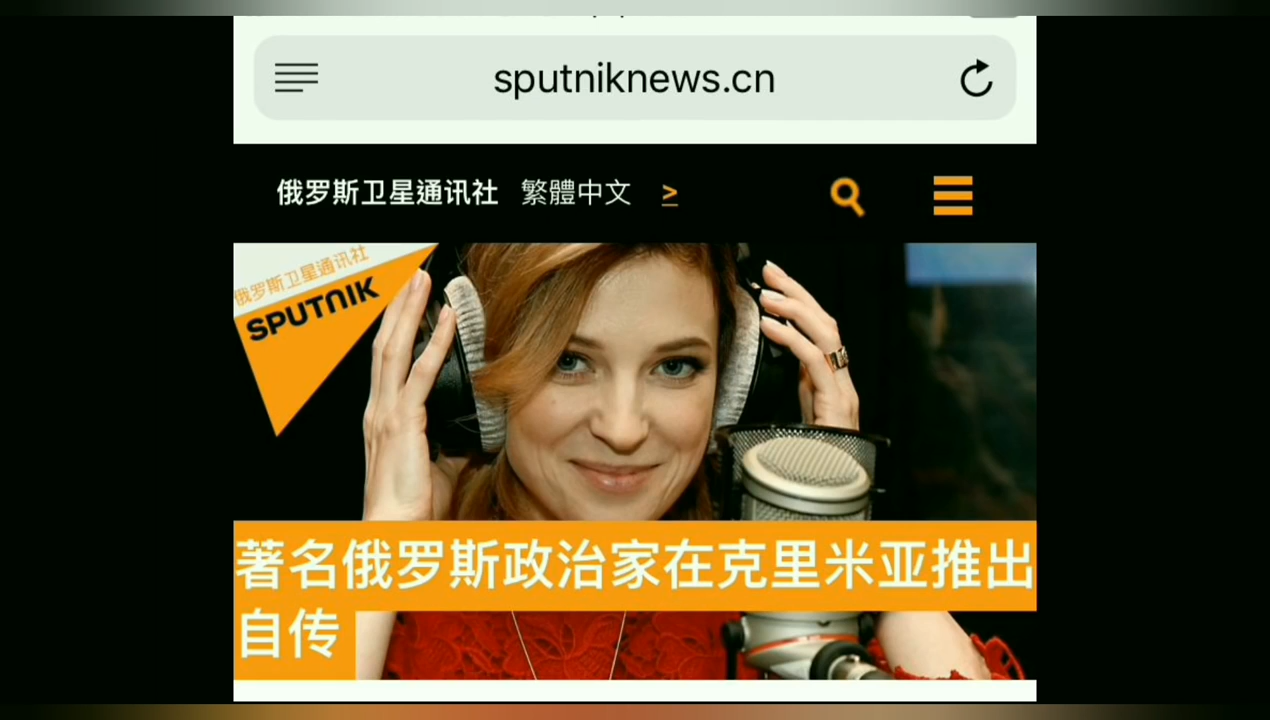 sputniknews.cn
俄罗斯卫星通讯社 繁體中文 >
俄罗斯卫星通讯社
SPUTNIK
著名俄罗斯政治家在克里米亚推出
自传